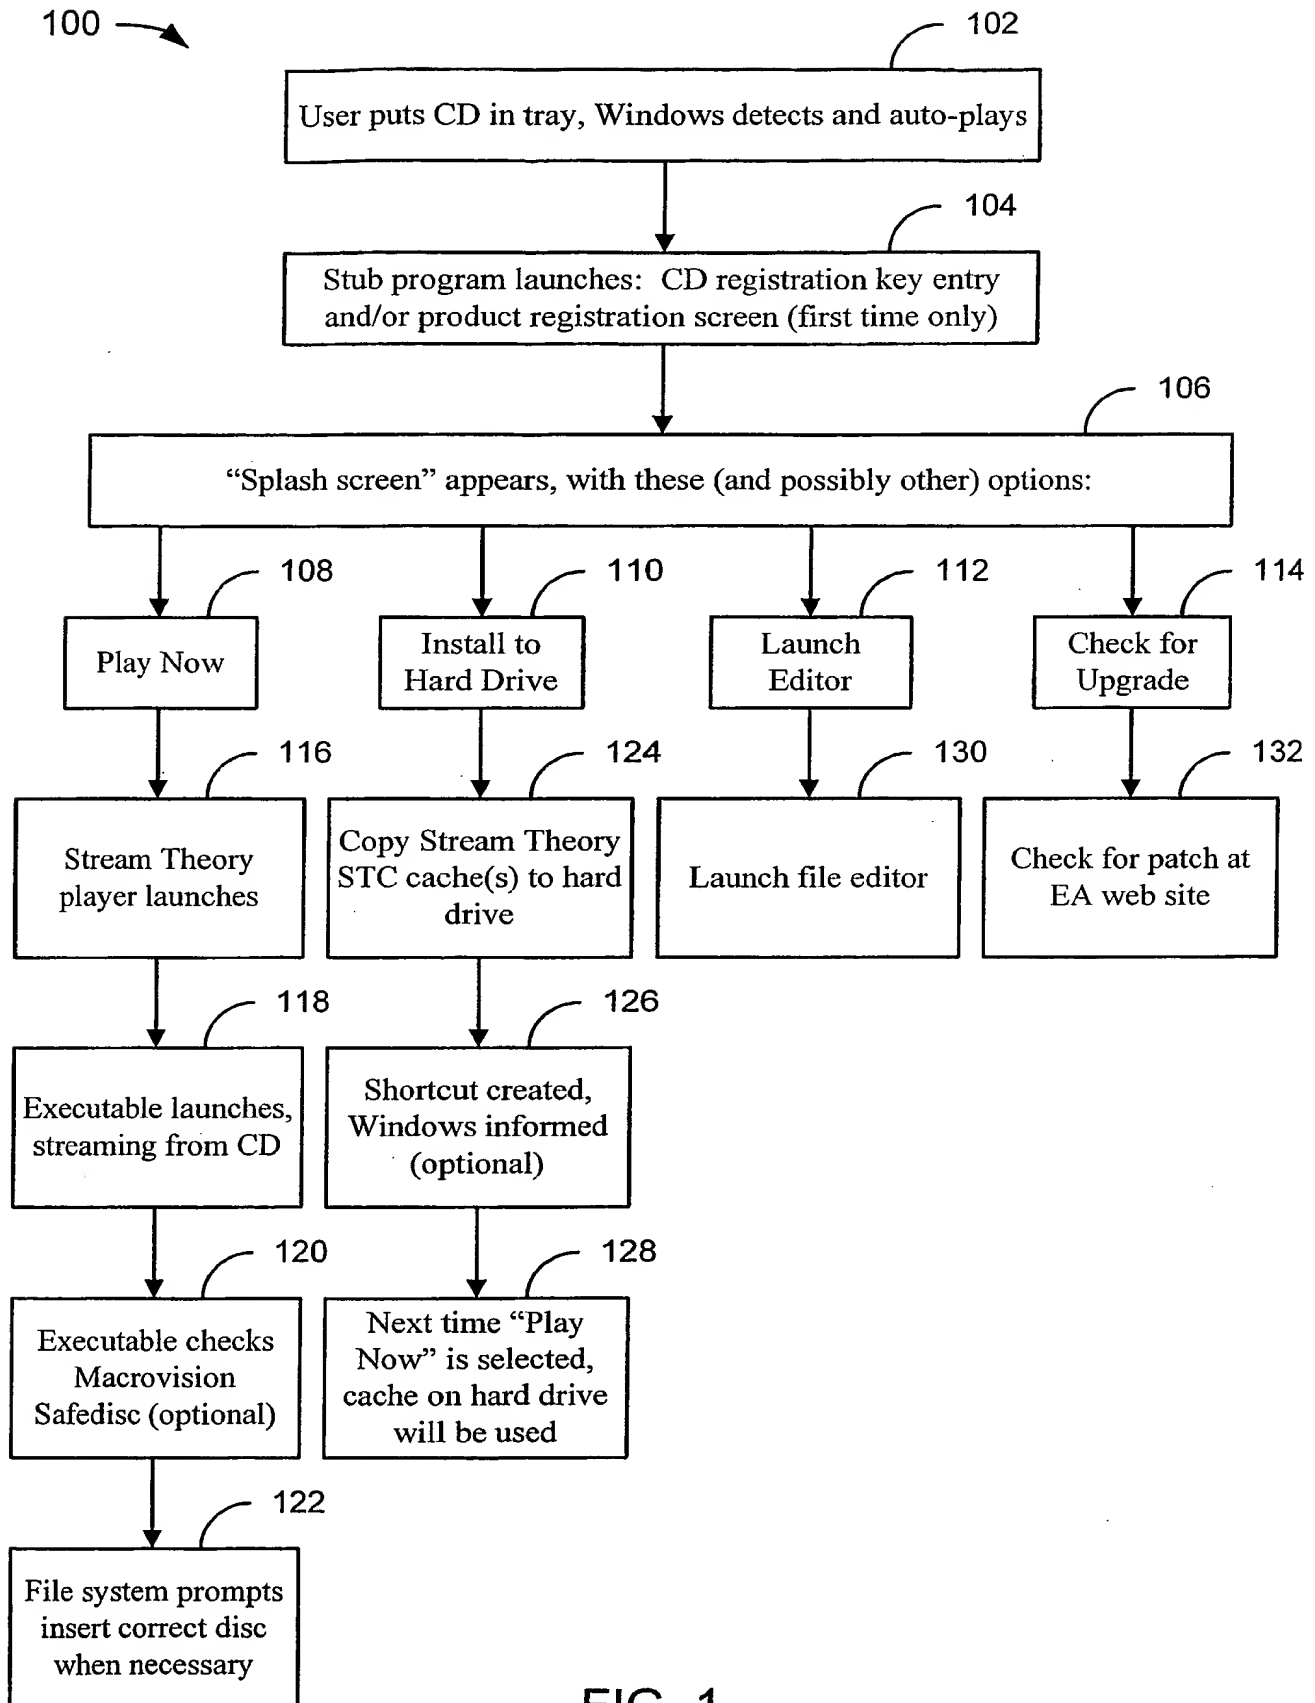 100
102
User puts CD in tray, Windows detects and auto-plays
104
Stub program launches: CD registration key entry
and/or product registration screen (first time only)
106
“Splash screen” appears, with these (and possibly other) options:
108
110
112
114
Play Now
Install to
Hard Drive
Launch
Editor
Check for
Upgrade
116
124
130
132
Stream Theory
player launches
Copy Stream Theory
STC cache(s) to hard
drive
Launch file editor
Check for patch at
EA web site
118
126
Executable launches,
streaming from CD
Shortcut created,
Windows informed
(optional)
120
128
Executable checks
Macrovision
Safedisc (optional)
Next time “Play
Now” is selected,
cache on hard drive
will be used
122
File system prompts
insert correct disc
when necessary
FIG. 1